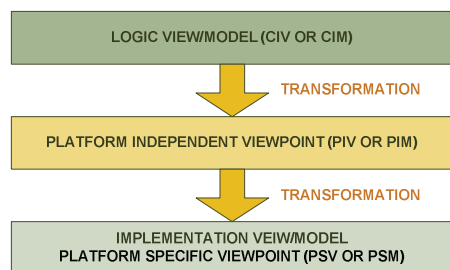 LOGIC VIEW/MODEL (CIV OR CIM)
TRANSFORMATION
PLATFORM INDEPENDENT VIEWPOINT (PIV OR PIM)
TRANSFORMATION
IMPLEMENTATION VEIW/MODEL
PLATFORM SPECIFIC VIEWPOINT (PSV OR PSM)